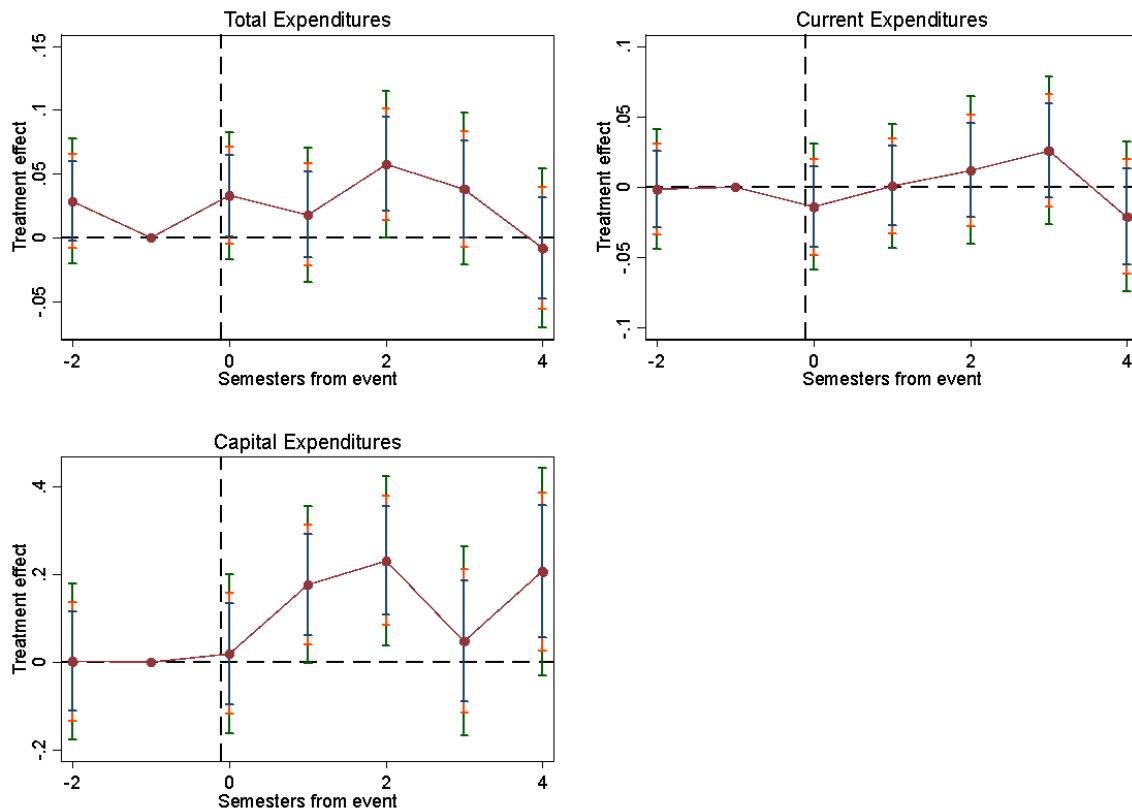 Total Expenditures
Treatment effect
.15
.1
.05
0
-.05
-2 0 2 4
Semesters from event
Current Expenditures
Treatment effect
.1
.05
0
-.05
-.1
-2 0 2 4
Semesters from event
Capital Expenditures
Treatment effect
.4
.2
0
-.2
-2 0 2 4
Semesters from event